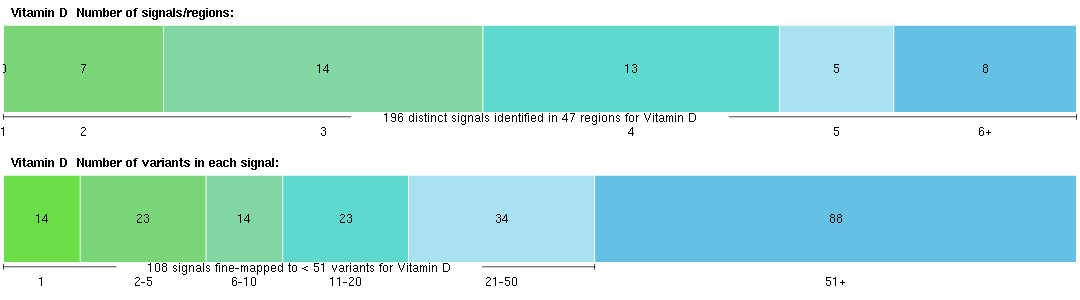 Vitamin D Number of signals/regions:
0 7 14 13 5 8
196 distinct signals identified in 47 regions for Vitamin D
1 2 3 4 5 6+
Vitamin D Number of variants in each signal:
14 23 14 23 34 88
108 signals fine-mapped to < 51 variants for Vitamin D
1 2-5 6-10 11-20 21-50 51+